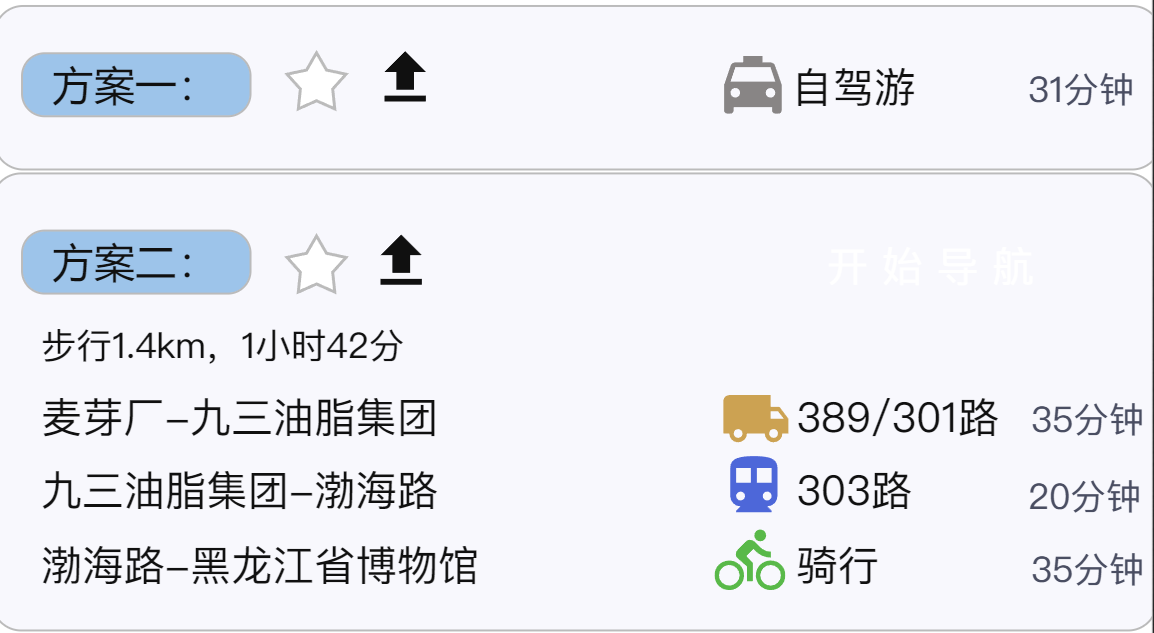 方案一： 自驾游 31分钟
方案二： 开始导航
步行1.4km，1小时42分
麦芽厂–九三油脂集团 389/301路 35分钟
九三油脂集团–渤海路 303路 20分钟
渤海路–黑龙江省博物馆 骑行 35分钟